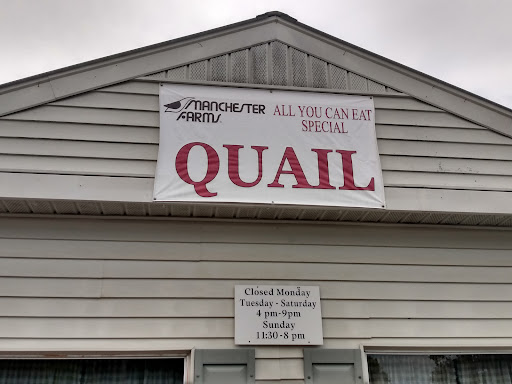 MANCHESTER
FARMS
ALL YOU CAN EAT
SPECIAL
QUAIL
Closed Monday
Tuesday - Saturday
4 pm-9pm
Sunday
11:30-8 pm